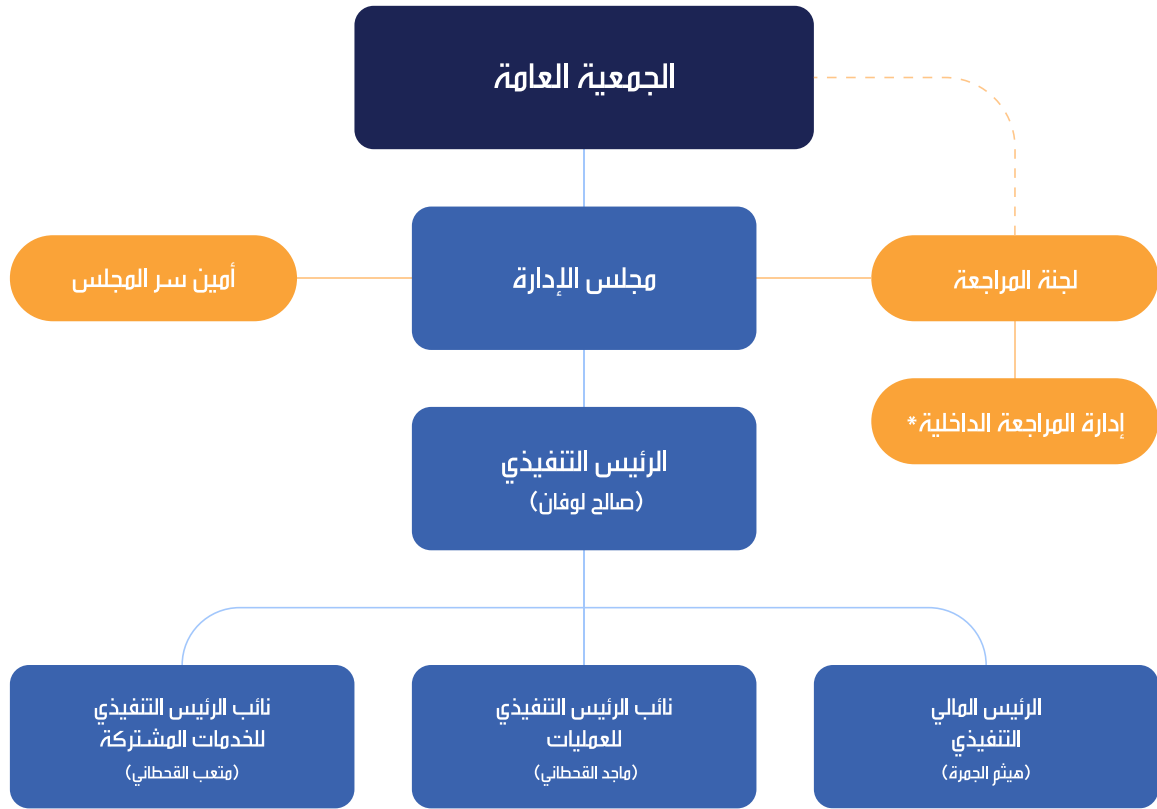 الجمعية العامة
لجنة المراجعة
مجلس الإدارة
أمين سر المجلس
إدارة المراجعة الداخلية*
الرئيس التنفيذي
(صالح لوفان)
الرئيس المالي
التنفيذي
(هيثم الجمرة)
نائب الرئيس التنفيذي
للعمليات
(ماجد القحطاني)
نائب الرئيس التنفيذي
للخدمات المشتركة
(متعب القحطاني)